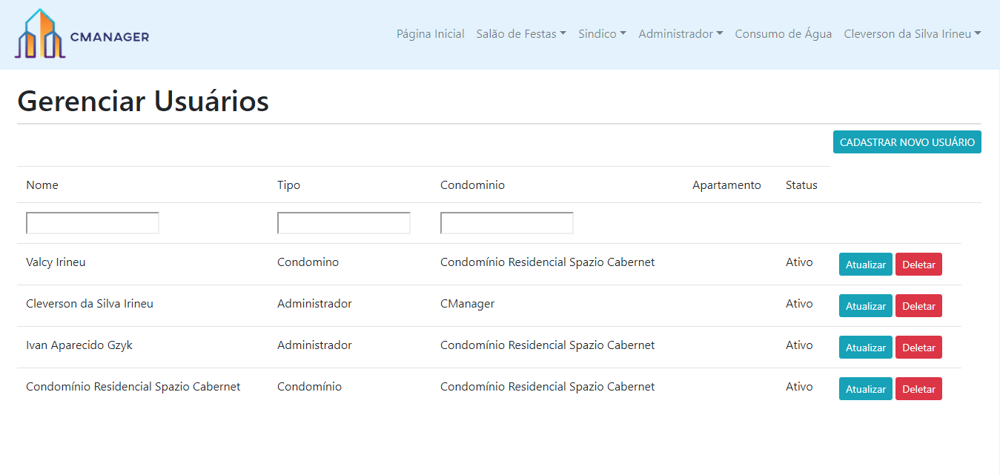 CMANAGER
Página Inicial Salão de Festas Sindico Administrador Consumo de Água Cleverson da Silva Irineu
Gerenciar Usuários
CADASTRAR NOVO USUÁRIO
Nome Tipo Condominio Apartamento Status
Valcy Irineu Condomino Condomínio Residencial Spazio Cabernet Ativo Atualizar Deletar
Cleverson da Silva Irineu Administrador CManager Ativo Atualizar Deletar
Ivan Aparecido Gzyk Administrador Condomínio Residencial Spazio Cabernet Ativo Atualizar Deletar
Condomínio Residencial Spazio Cabernet Condomínio Condomínio Residencial Spazio Cabernet Ativo Atualizar Deletar